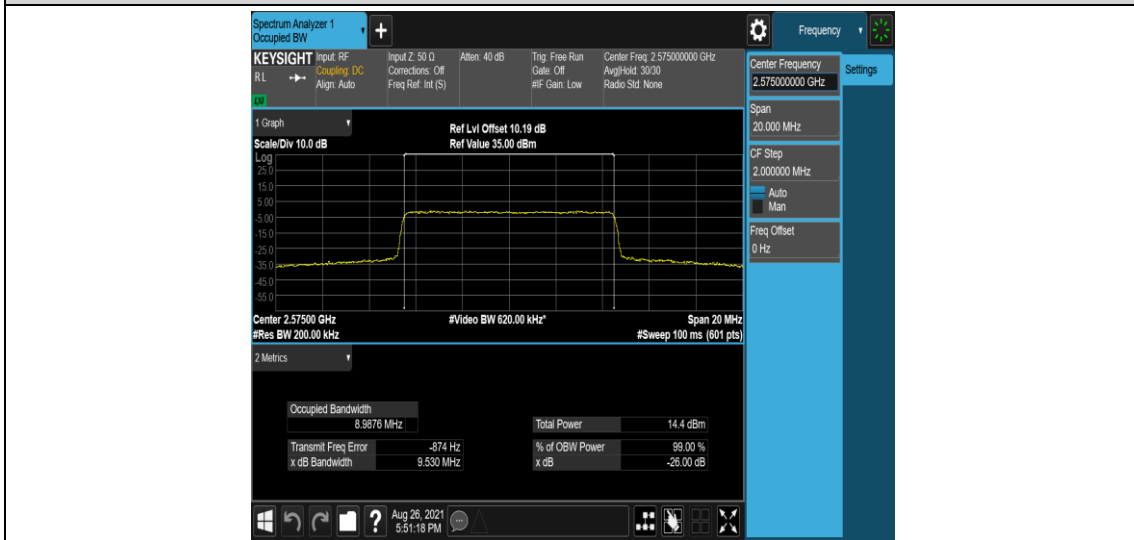 Spectrum Analyzer 1
Occupied BW
+
Frequency
KEYSIGHT
RL
LXI
Input: RF
Coupling: DC
Align: Auto
Input Z: 50 Ω
Corrections: Off
Freq Ref: Int (S)
Atten: 40 dB
Trig: Free Run
Gate: Off
#IF Gain: Low
Center Freq: 2.575000000 GHz
Avg|Hold: 30/30
Radio Std: None
Center Frequency
2.575000000 GHz
Settings
Span
20.000 MHz
CF Step
2.000000 MHz
Auto
Man
Freq Offset
0 Hz
1 Graph
Scale/Div 10.0 dB
Ref Lvl Offset 10.19 dB
Ref Value 35.00 dBm
Log
25.0
15.0
5.00
-5.00
-15.0
-25.0
-35.0
-45.0
-55.0
Center 2.57500 GHz
#Video BW 620.00 kHz*
Span 20 MHz
#Res BW 200.00 kHz
#Sweep 100 ms (601 pts)
2 Metrics
Occupied Bandwidth
8.9876 MHz
Total Power 14.4 dBm
Transmit Freq Error -874 Hz
% of OBW Power 99.00 %
x dB Bandwidth 9.530 MHz
x dB -26.00 dB
?
Aug 26, 2021
5:51:18 PM